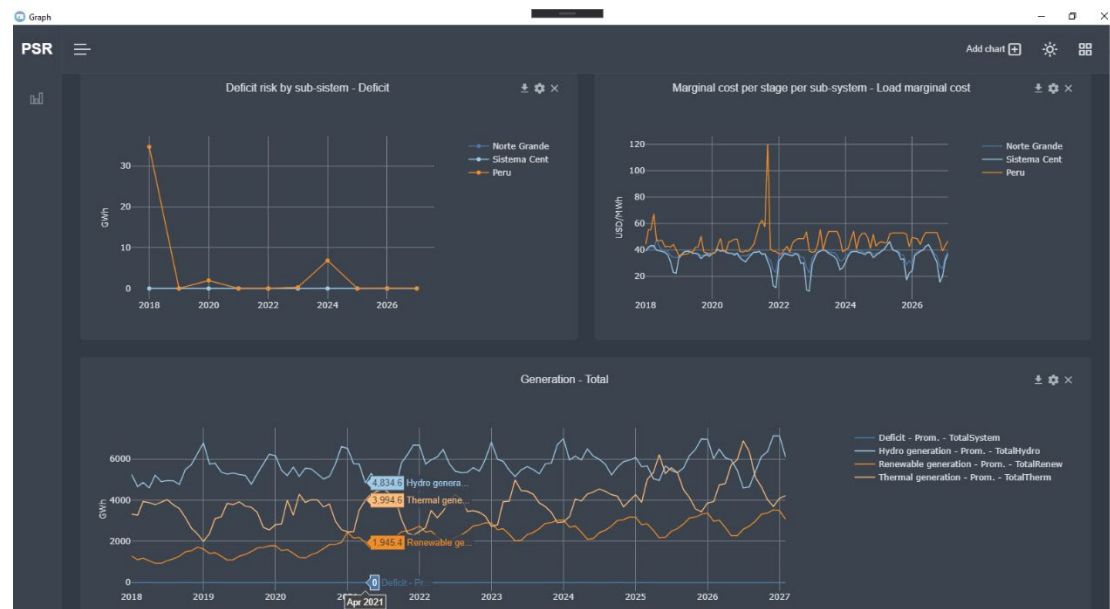 Graph
PSR
Add chart
Deficit risk by sub-sistem - Deficit
30
20
10
0
GWh
2018 2020 2022 2024 2026
Norte Grande
Sistema Cent
Peru
Marginal cost per stage per sub-system - Load marginal cost
120
100
80
60
40
20
USD/MWh
2018 2020 2022 2024 2026
Norte Grande
Sistema Cent
Peru
Generation - Total
6000
4000
2000
0
GWh
4,834.6 Hydro genera...
3,994.6 Thermal gene...
1,945.4 Renewable ge...
0 Deficit - Pr...
2018 2019 2020 2022 2023 2024 2025 2026 2027
Apr 2021
Deficit - Prom. - TotalSystem
Hydro generation - Prom. - TotalHydro
Renewable generation - Prom. - TotalRenew
Thermal generation - Prom. - TotalTherm